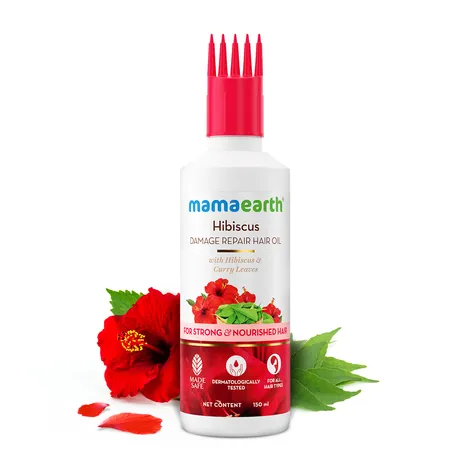 mamaearth®
Hibiscus
DAMAGE REPAIR HAIR OIL
with Hibiscus &
Curry Leaves
FOR STRONG & NOURISHED HAIR
MADE SAFE
DERMATOLOGICALLY TESTED
FOR ALL HAIR TYPES
NET CONTENT 150 ml